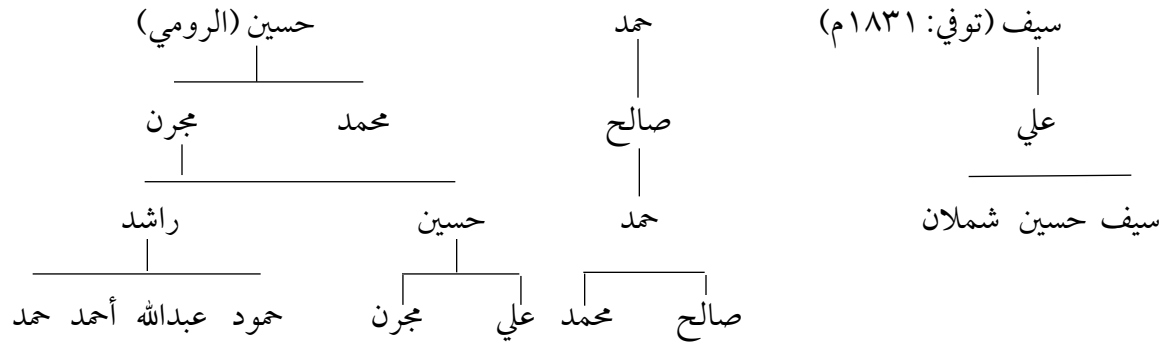 سيف (توفي: ١٨٣١م) حمد حسين (الرومي)
علي صالح محمد مجرن
سيف حسين شملان حمد حسين راشد
صالح محمد علي مجرن حمود عبدالله أحمد حمد